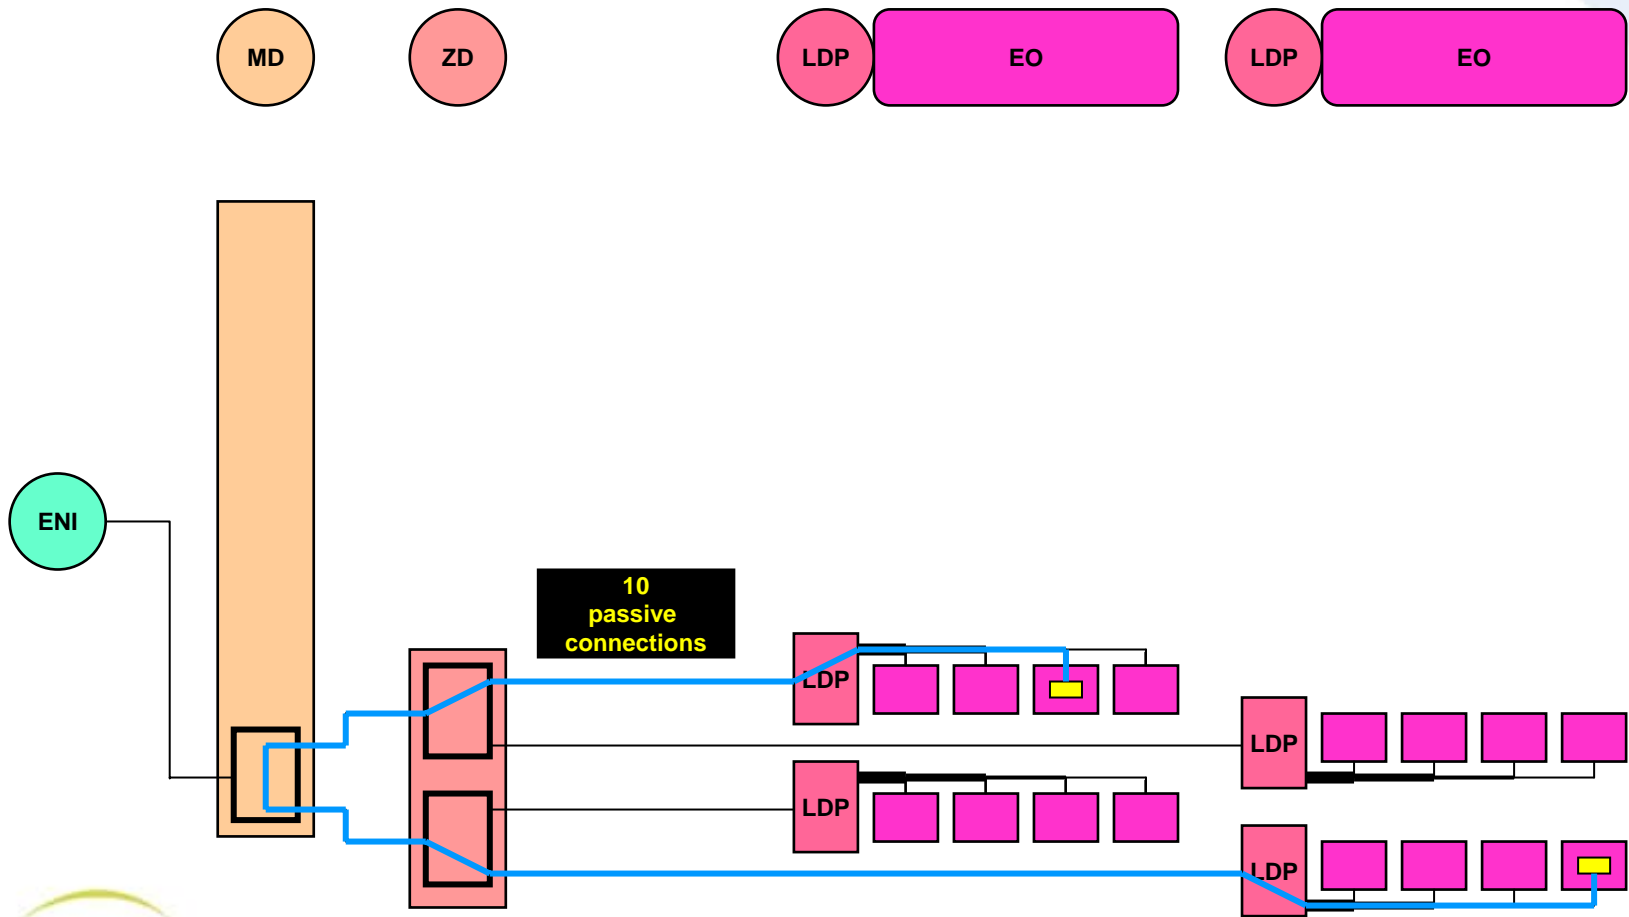 MD
ZD
LDP
EO
LDP
EO
ENI
10
passive
connections
LDP
LDP
LDP
LDP